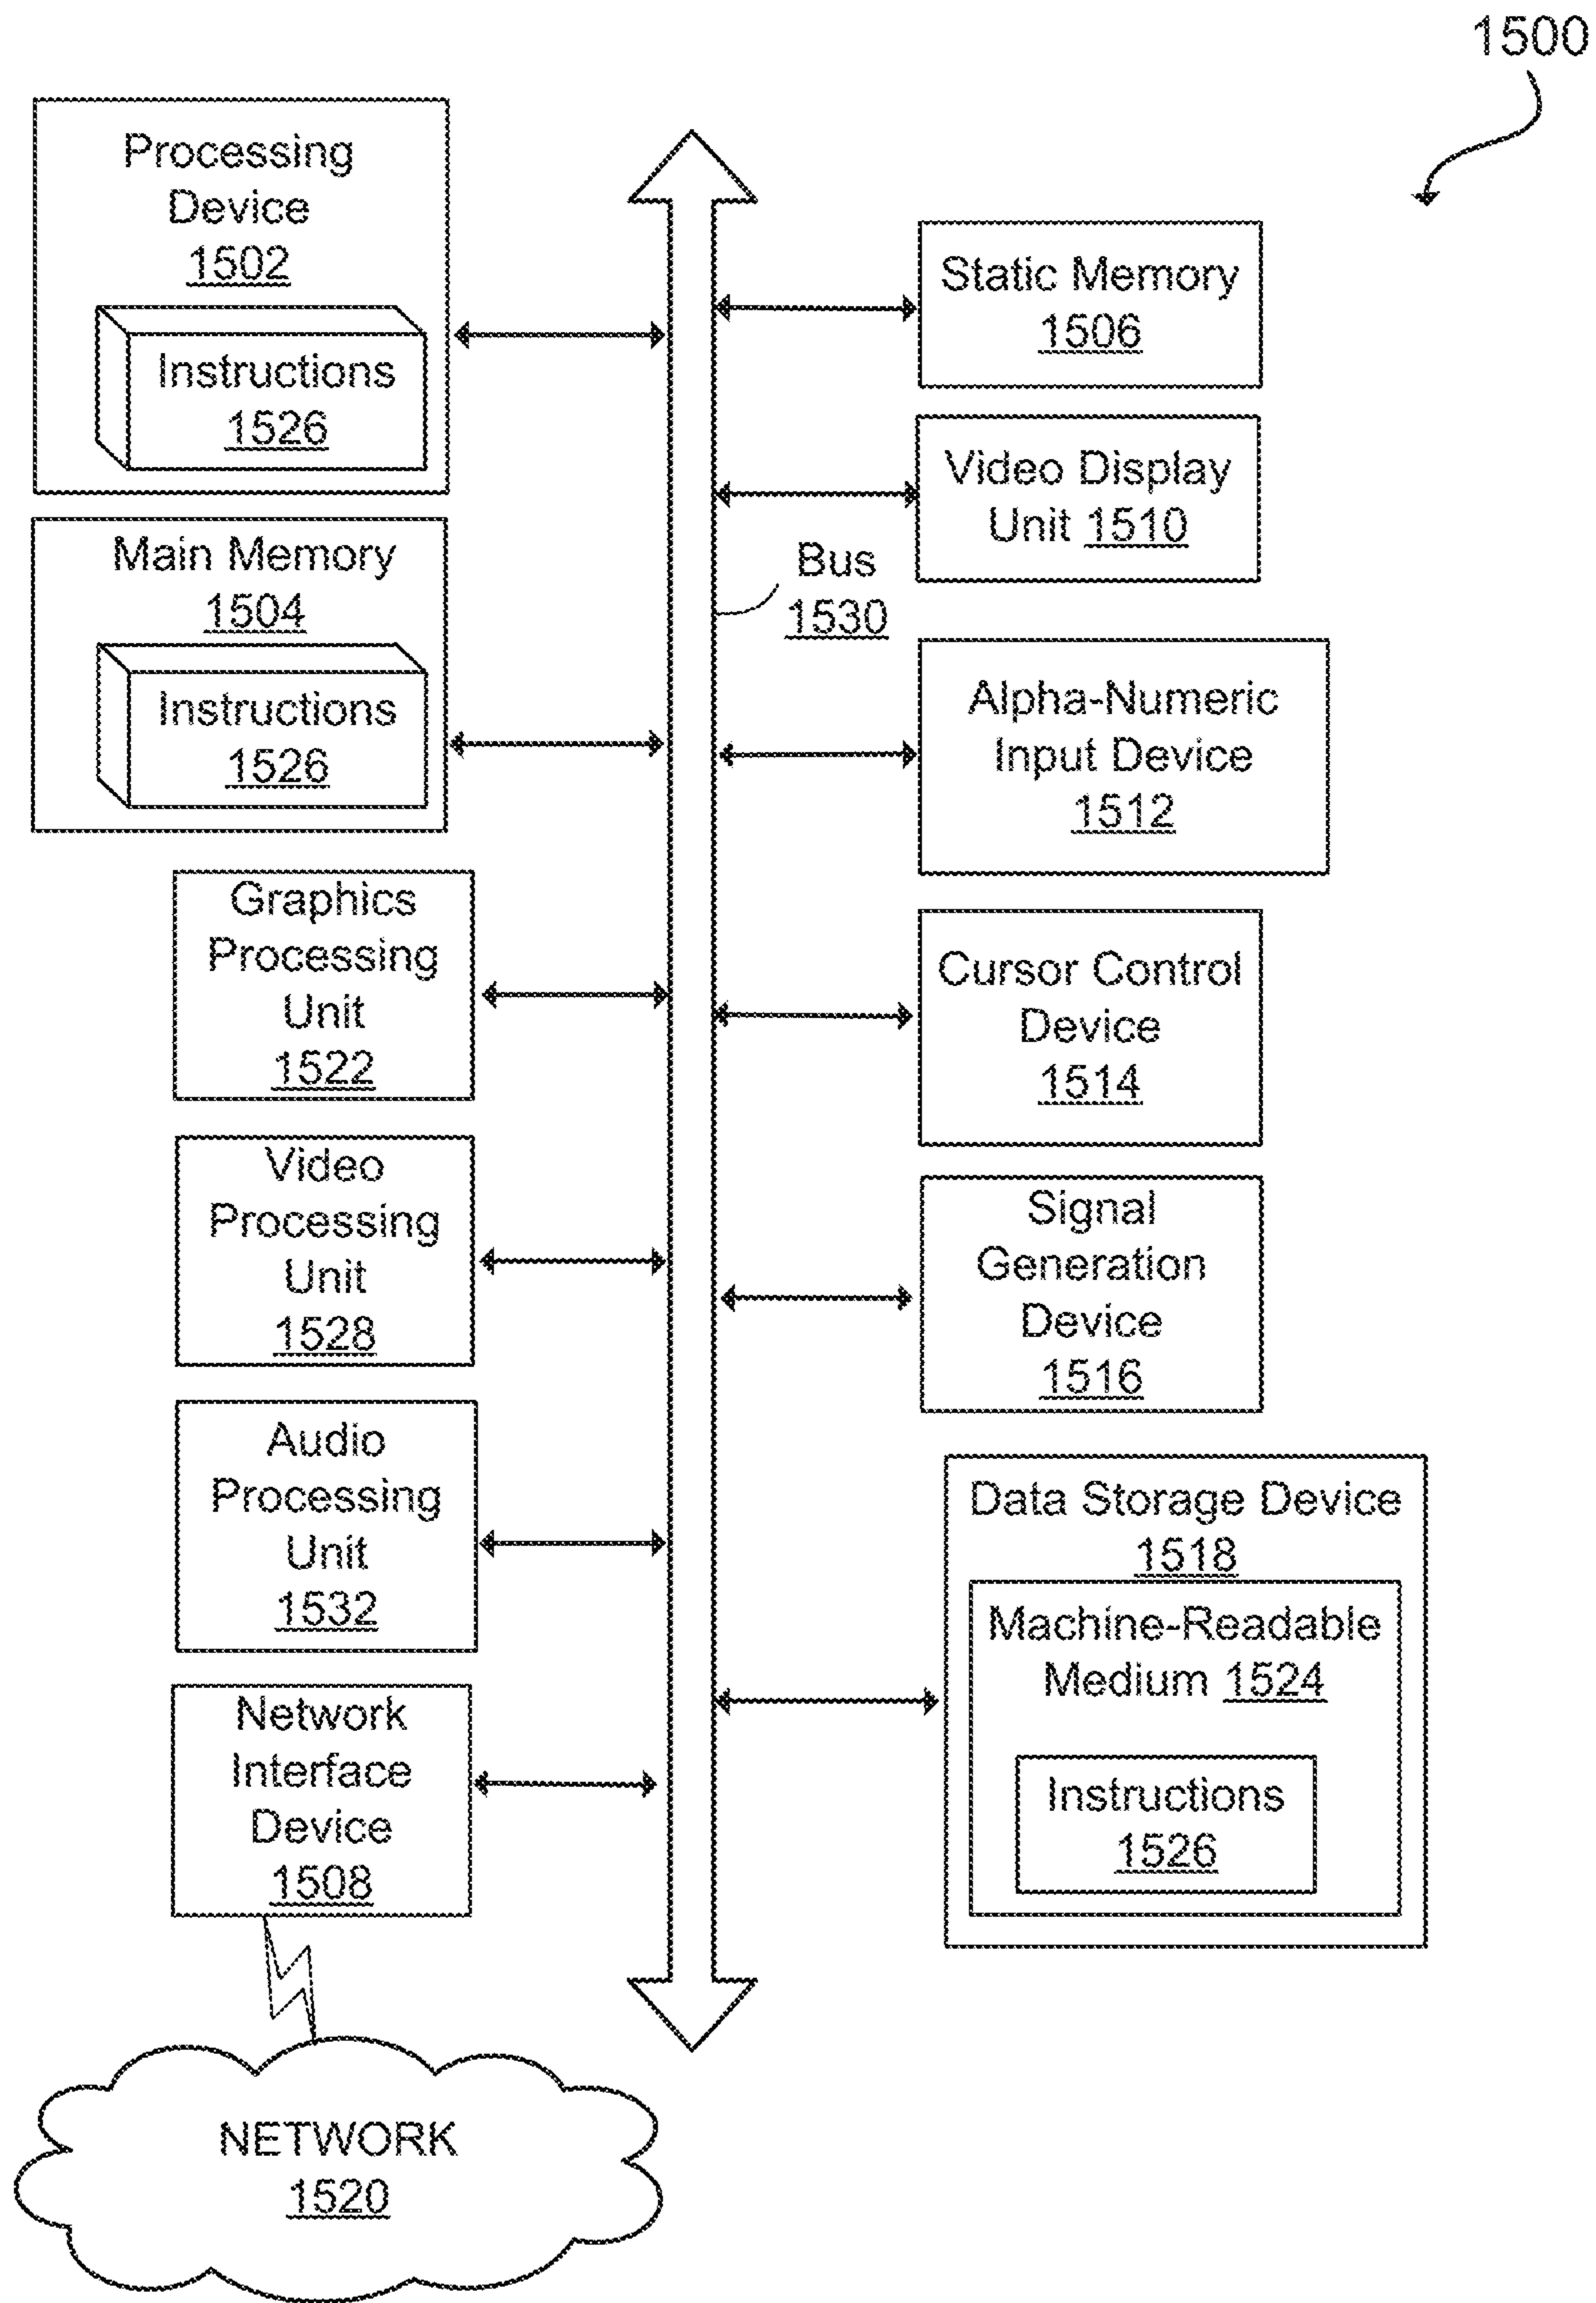 1500
Processing
Device
1502
Instructions
1526
Main Memory
1504
Instructions
1526
Graphics
Processing
Unit
1522
Video
Processing
Unit
1528
Audio
Processing
Unit
1532
Network
Interface
Device
1508
NETWORK
1520
Bus
1530
Static Memory
1506
Video Display
Unit 1510
Alpha-Numeric
Input Device
1512
Cursor Control
Device
1514
Signal
Generation
Device
1516
Data Storage Device
1518
Machine-Readable
Medium 1524
Instructions
1526